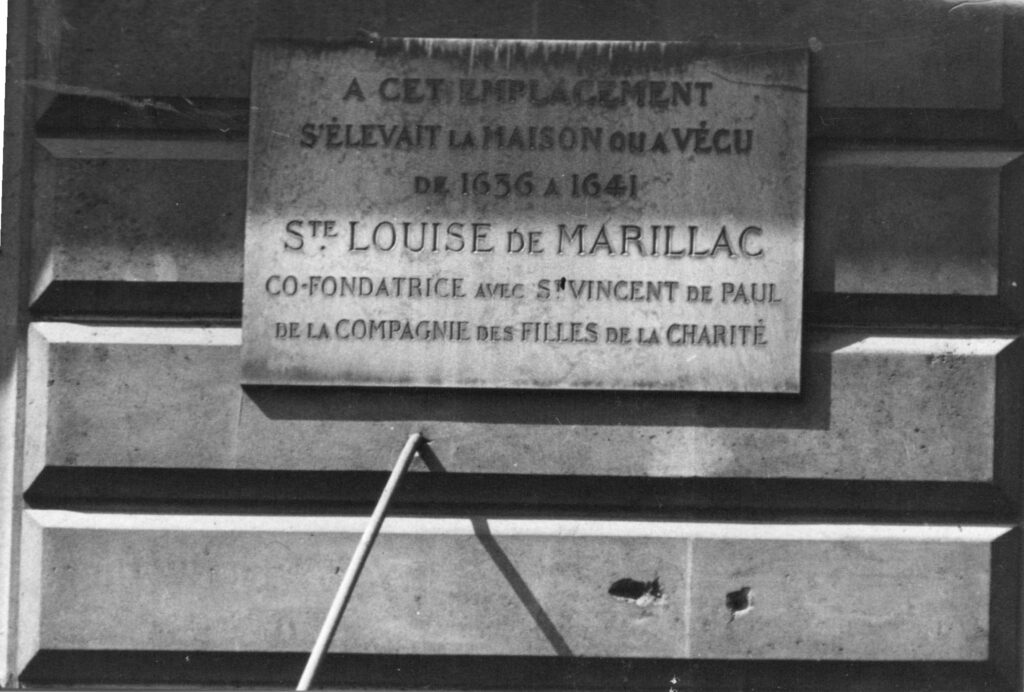 A CET EMPLACEMENT
S'ÉLEVAIT LA MAISON OU A VÉCU
DE 1636 A 1641
STE LOUISE DE MARILLAC
CO-FONDATRICE AVEC ST VINCENT DE PAUL
DE LA COMPAGNIE DES FILLES DE LA CHARITÉ